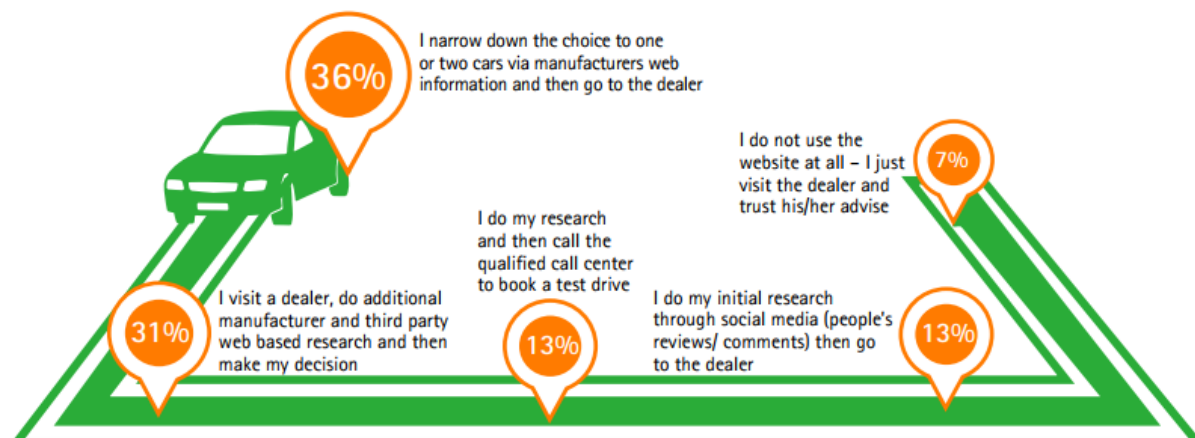 36%
I narrow down the choice to one
or two cars via manufacturers web
information and then go to the dealer
I do not use the
website at all – I just
visit the dealer and
trust his/her advise
7%
I do my research
and then call the
qualified call center
to book a test drive
31%
I visit a dealer, do additional
manufacturer and third party
web based research and then
make my decision
13%
I do my initial research
through social media (people's
reviews/ comments) then go
to the dealer
13%